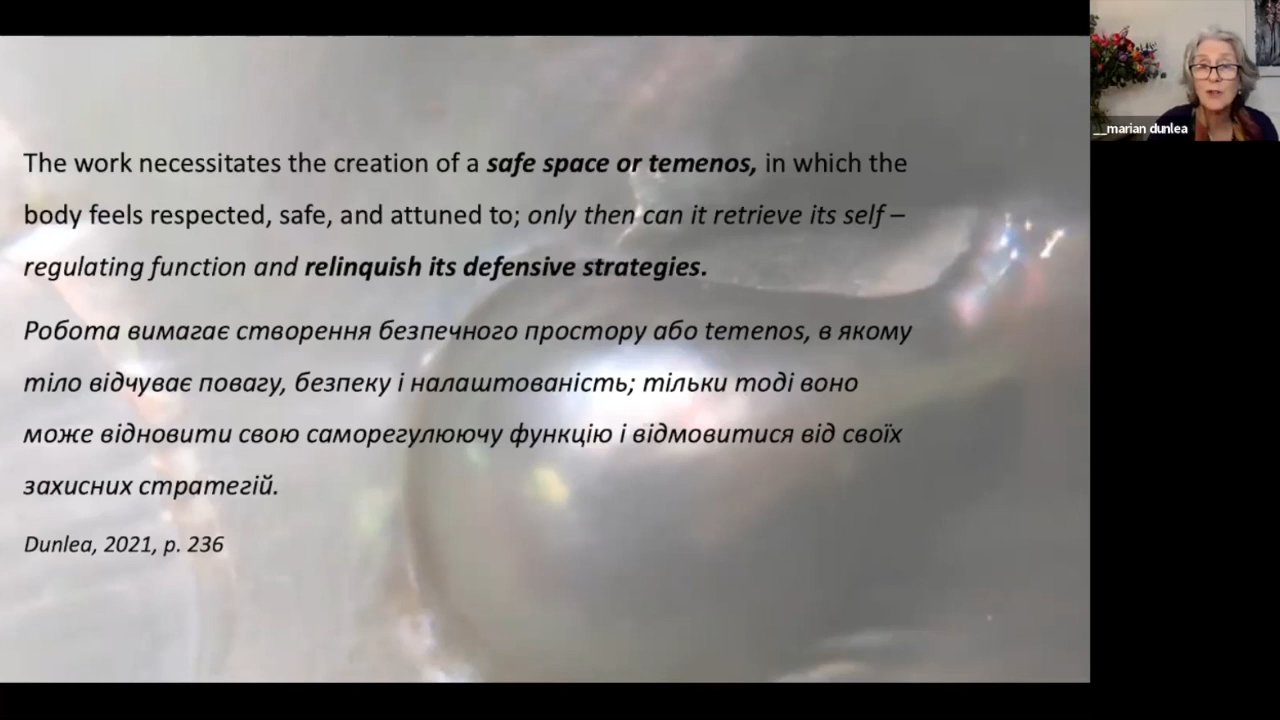 The work necessitates the creation of a safe space or temenos, in which the
body feels respected, safe, and attuned to; only then can it retrieve its self –
regulating function and relinquish its defensive strategies.
Робота вимагає створення безпечного простору або temenos, в якому
тіло відчуває повагу, безпеку і налаштованість; тільки тоді воно
може відновити свою саморегулюючу функцію і відмовитися від своїх
захисних стратегій.
Dunlea, 2021, p. 236
__marian dunlea